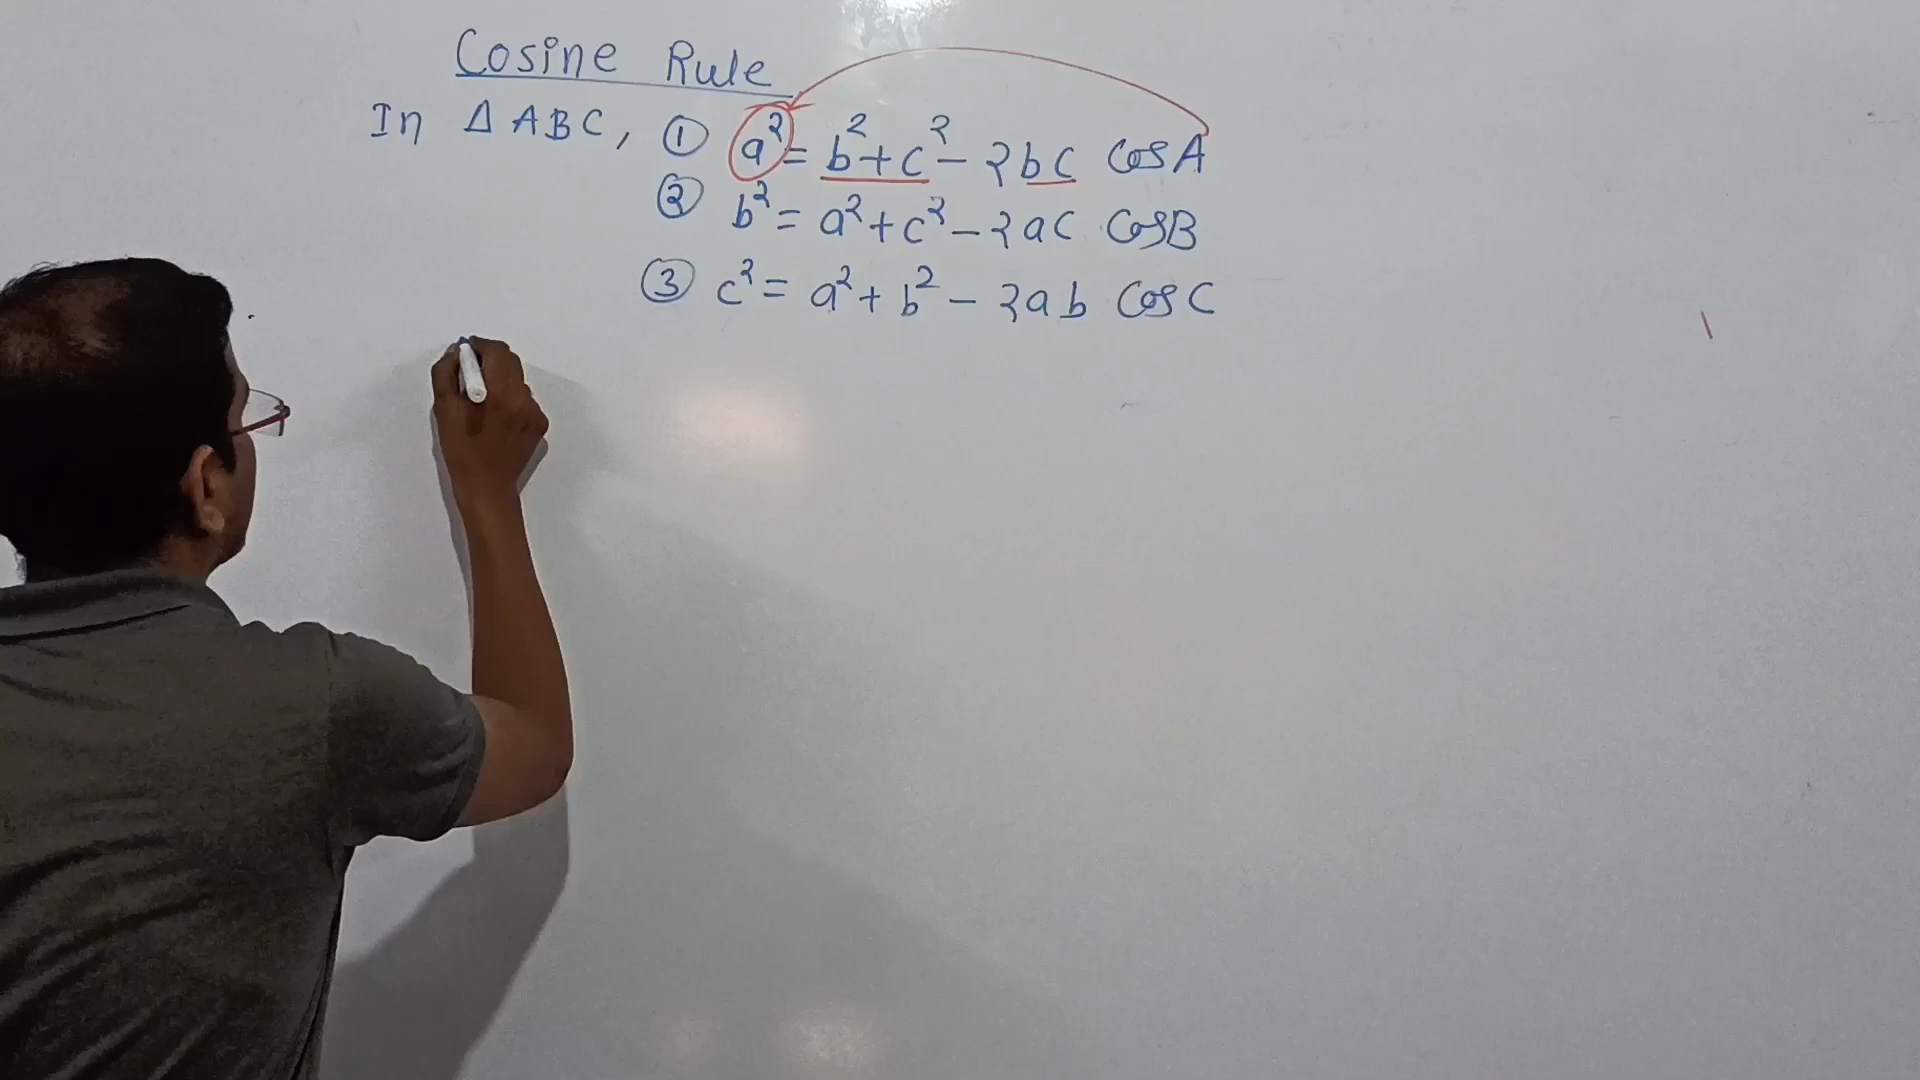 Cosine Rule
In Δ ABC, ① a² = b² + c² - 2bc cosA
② b² = a² + c² - 2ac cosB
③ c² = a² + b² - 2ab cosC